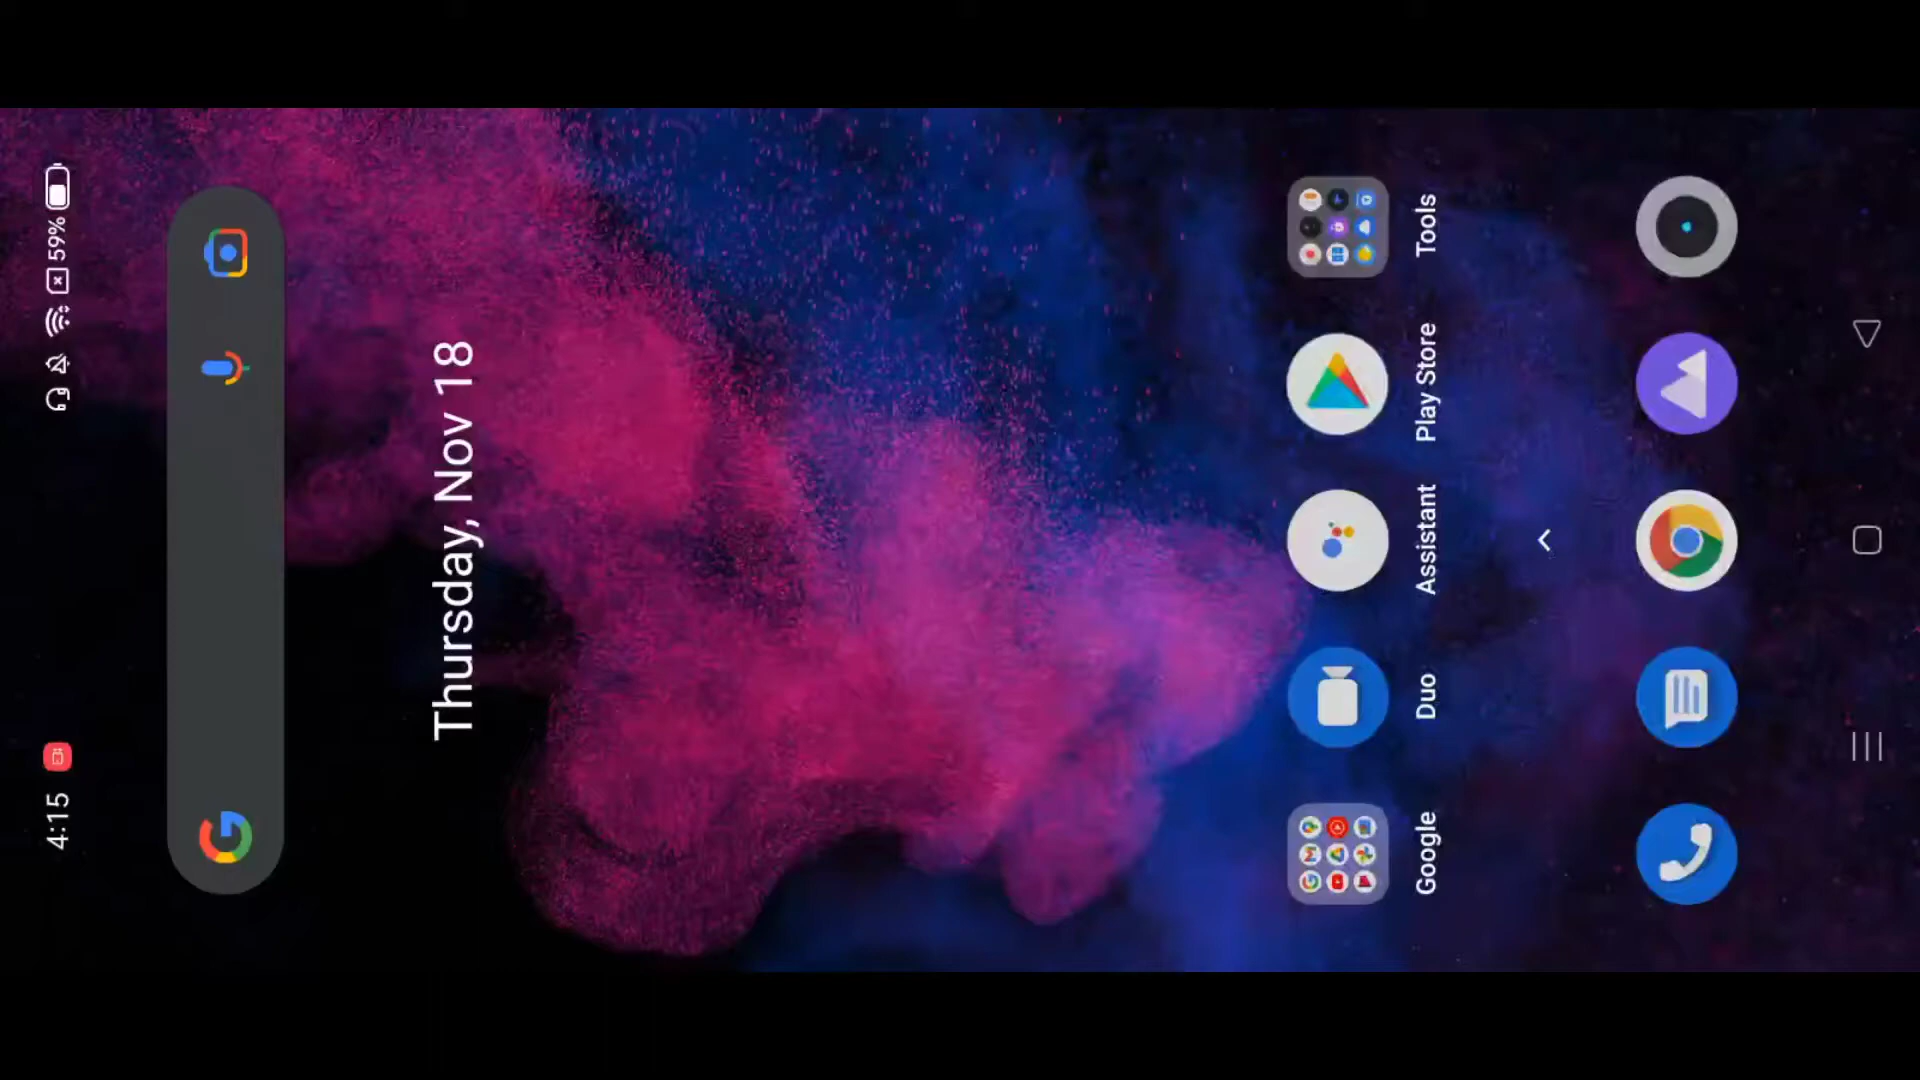 4:15
59%
Thursday, Nov 18
Google
Duo
Assistant
Play Store
Tools